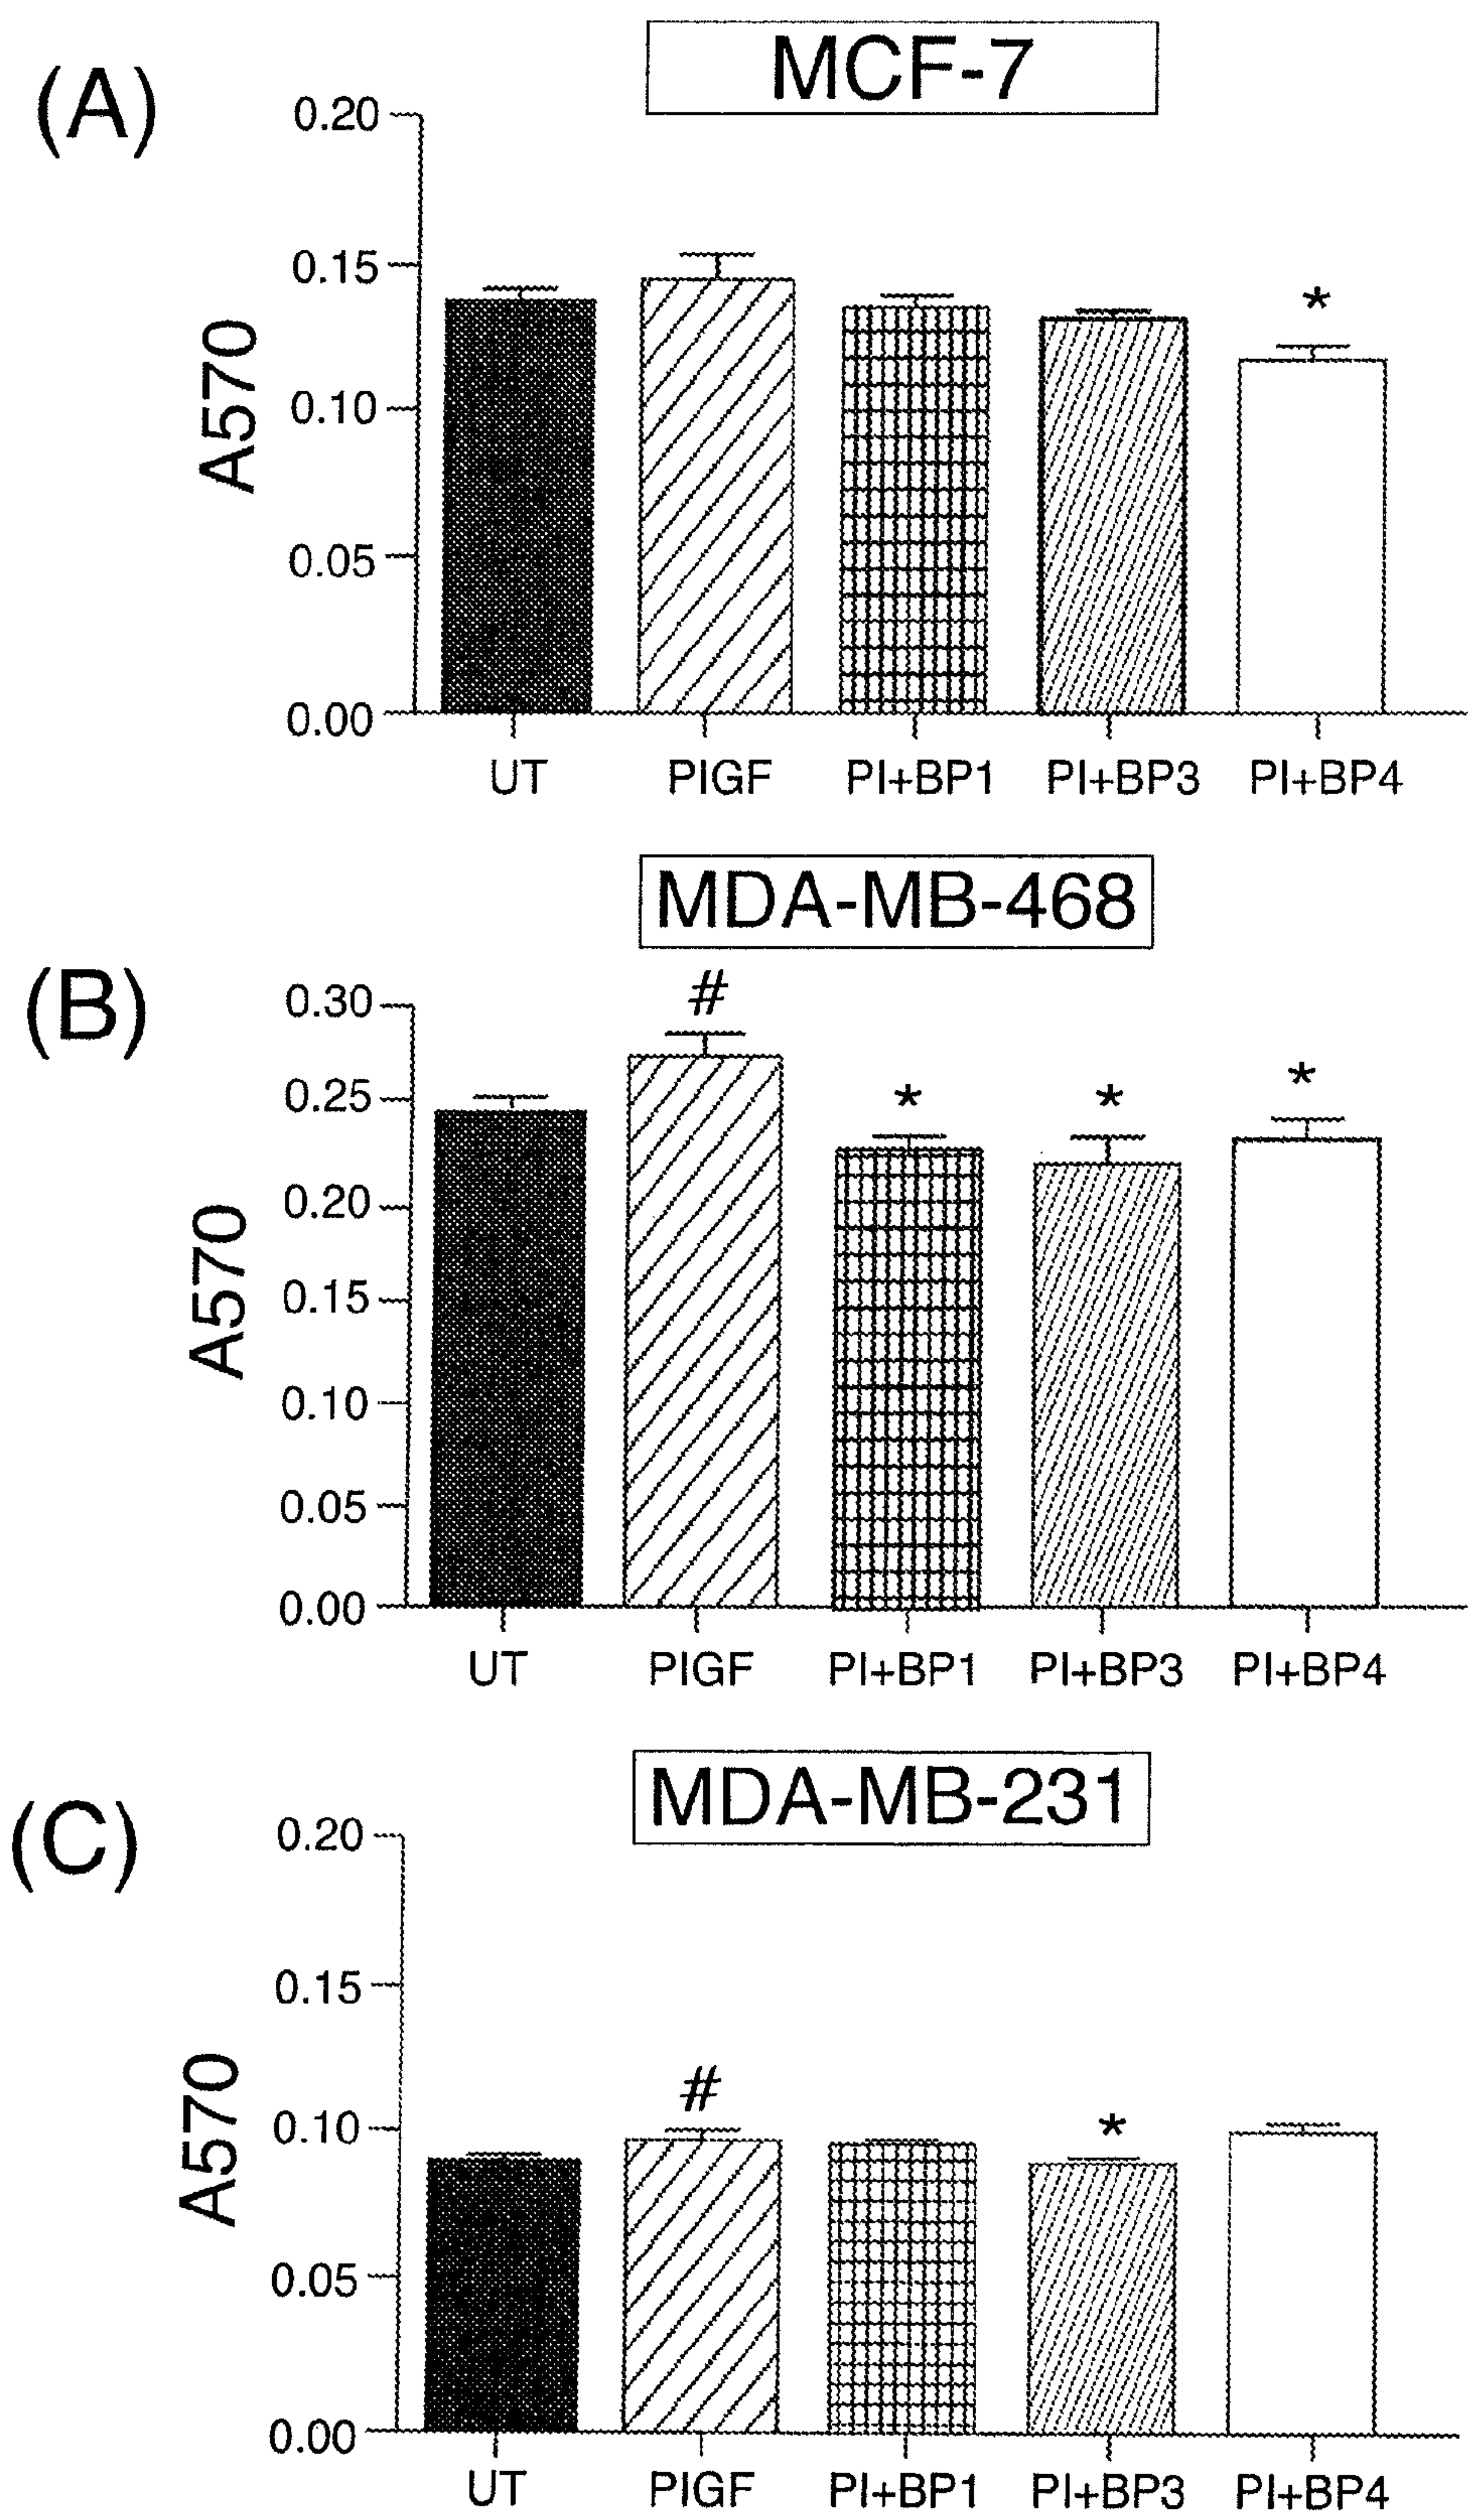 (A)
MCF-7
0.20
0.15
0.10
0.05
0.00
A570
*
UT PIGF PI+BP1 PI+BP3 PI+BP4
(B)
MDA-MB-468
0.30
0.25
0.20
0.15
0.10
0.05
0.00
A570
# * * *
UT PIGF PI+BP1 PI+BP3 PI+BP4
(C)
MDA-MB-231
0.20
0.15
0.10
0.05
0.00
A570
# *
UT PIGF PI+BP1 PI+BP3 PI+BP4